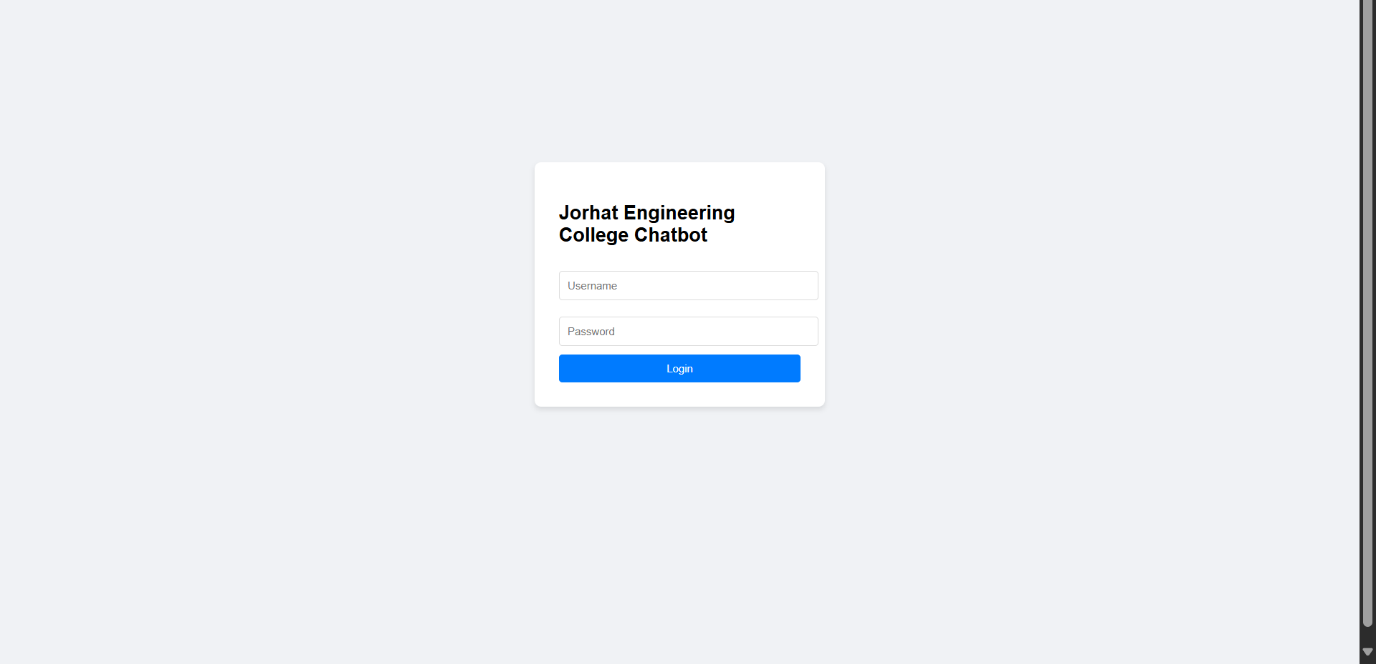 Jorhat Engineering
College Chatbot
Username
Password
Login